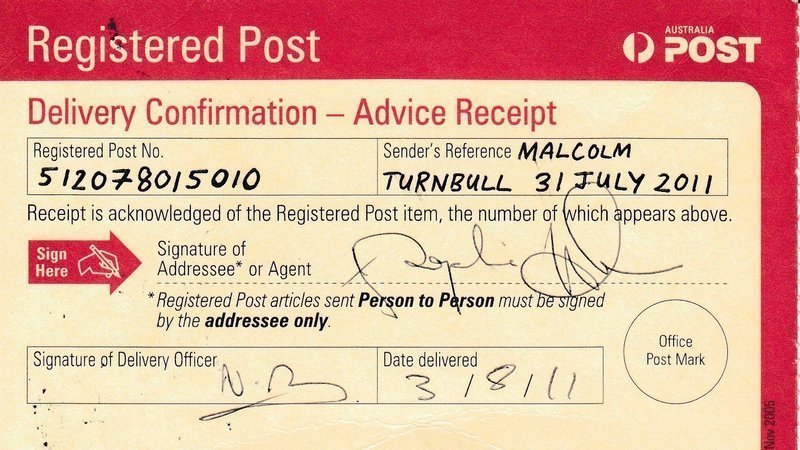 Registered Post
AUSTRALIA
POST
Delivery Confirmation – Advice Receipt
Registered Post No.
512078015010
Sender's Reference MALCOLM
TURNBULL 31 JULY 2011
Receipt is acknowledged of the Registered Post item, the number of which appears above.
Sign
Here
Signature of
Addressee* or Agent
*Registered Post articles sent Person to Person must be signed
by the addressee only.
Signature of Delivery Officer
Date delivered
3/8/11
Office
Post Mark
Nov 2005